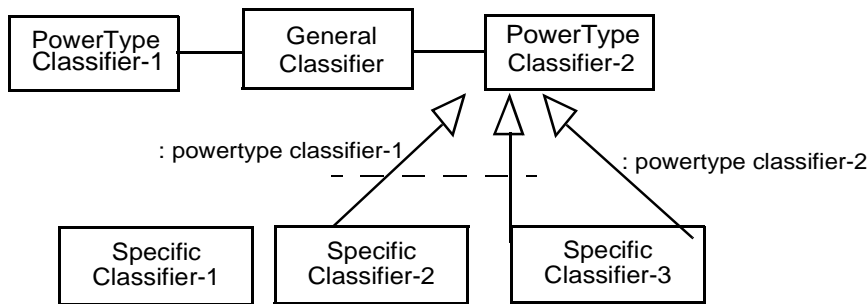 PowerType
Classifier-1
General
Classifier
PowerType
Classifier-2
: powertype classifier-1
: powertype classifier-2
Specific
Classifier-1
Specific
Classifier-2
Specific
Classifier-3